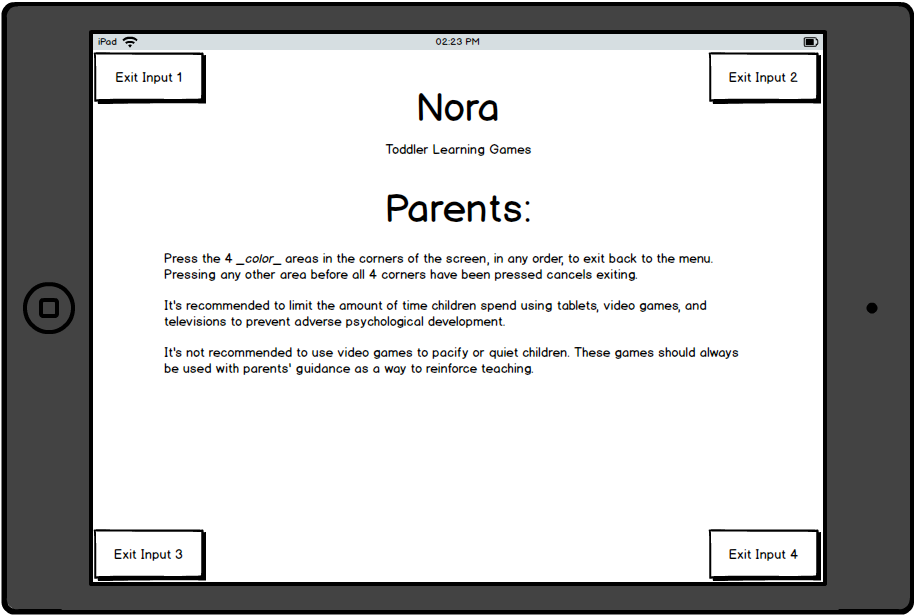 iPad 02:23 PM
Exit Input 1 Exit Input 2
Nora
Toddler Learning Games
Parents:
Press the 4 _color_ areas in the corners of the screen, in any order, to exit back to the menu.
Pressing any other area before all 4 corners have been pressed cancels exiting.
It's recommended to limit the amount of time children spend using tablets, video games, and
televisions to prevent adverse psychological development.
It's not recommended to use video games to pacify or quiet children. These games should always
be used with parents' guidance as a way to reinforce teaching.
Exit Input 3 Exit Input 4